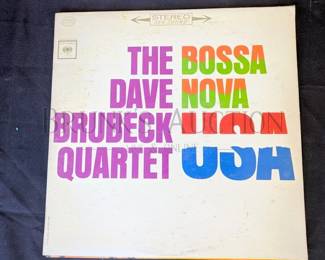 STEREO
THE BOSSA
DAVE NOVA
BRUBECK
QUARTET USA